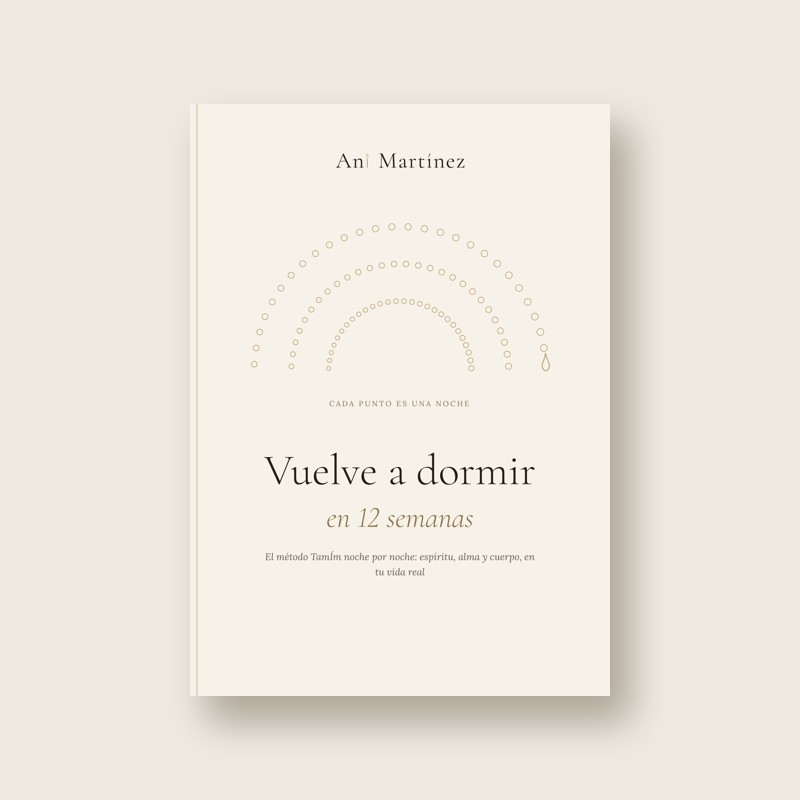 Ani Martínez
CADA PUNTO ES UNA NOCHE
Vuelve a dormir
en 12 semanas
El método TamÍm noche por noche: espíritu, alma y cuerpo, en
tu vida real